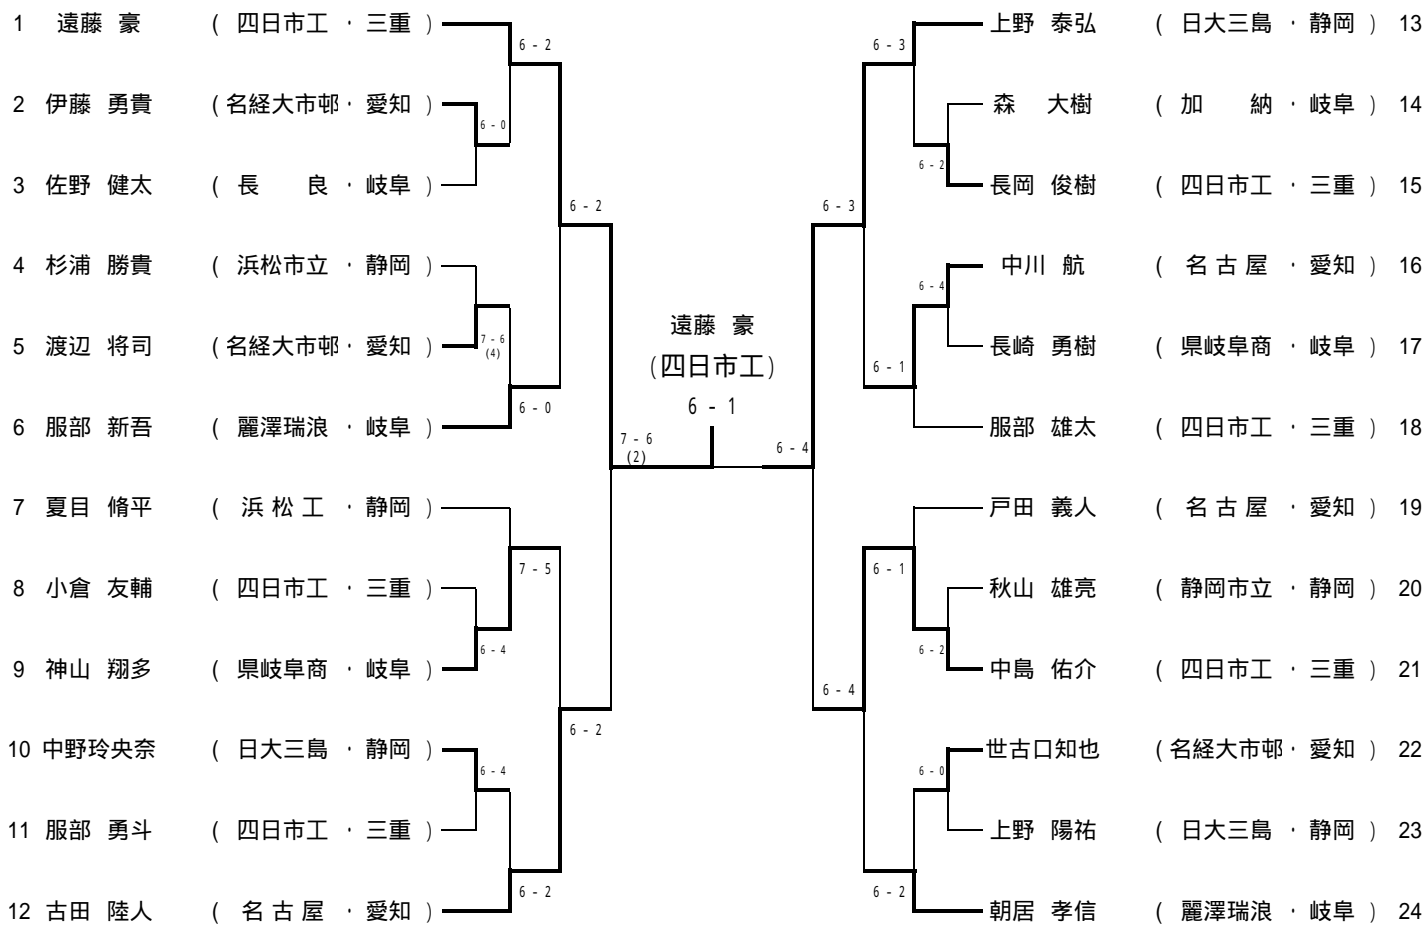 1 遠藤 豪 ( 四日市工 ・ 三重 )
6 - 2
2 伊藤 勇貴 ( 名経大市邨 ・ 愛知 )
6 - 0
3 佐野 健太 ( 長 良 ・ 岐阜 )
6 - 2
4 杉浦 勝貴 ( 浜松市立 ・ 静岡 )
5 渡辺 将司 ( 名経大市邨 ・ 愛知 )
7 - 6
(4)
6 - 0
6 服部 新吾 ( 麗澤瑞浪 ・ 岐阜 )
7 - 6
(2)
7 夏目 脩平 ( 浜 松 工 ・ 静岡 )
7 - 5
8 小倉 友輔 ( 四日市工 ・ 三重 )
6 - 4
9 神山 翔多 ( 県岐阜商 ・ 岐阜 )
6 - 2
10 中野玲央奈 ( 日大三島 ・ 静岡 )
6 - 4
11 服部 勇斗 ( 四日市工 ・ 三重 )
6 - 2
12 古田 陸人 ( 名 古 屋 ・ 愛知 )
遠藤 豪
(四日市工)
6 - 1
上野 泰弘 ( 日大三島 ・ 静岡 ) 13
6 - 3
森 大樹 ( 加 納 ・ 岐阜 ) 14
6 - 2
長岡 俊樹 ( 四日市工 ・ 三重 ) 15
6 - 3
中川 航 ( 名 古 屋 ・ 愛知 ) 16
6 - 4
長崎 勇樹 ( 県岐阜商 ・ 岐阜 ) 17
6 - 1
服部 雄太 ( 四日市工 ・ 三重 ) 18
6 - 4
戸田 義人 ( 名 古 屋 ・ 愛知 ) 19
6 - 1
秋山 雄亮 ( 静岡市立 ・ 静岡 ) 20
6 - 2
中島 佑介 ( 四日市工 ・ 三重 ) 21
6 - 4
世古口知也 ( 名経大市邨 ・ 愛知 ) 22
6 - 0
上野 陽祐 ( 日大三島 ・ 静岡 ) 23
6 - 2
朝居 孝信 ( 麗澤瑞浪 ・ 岐阜 ) 24